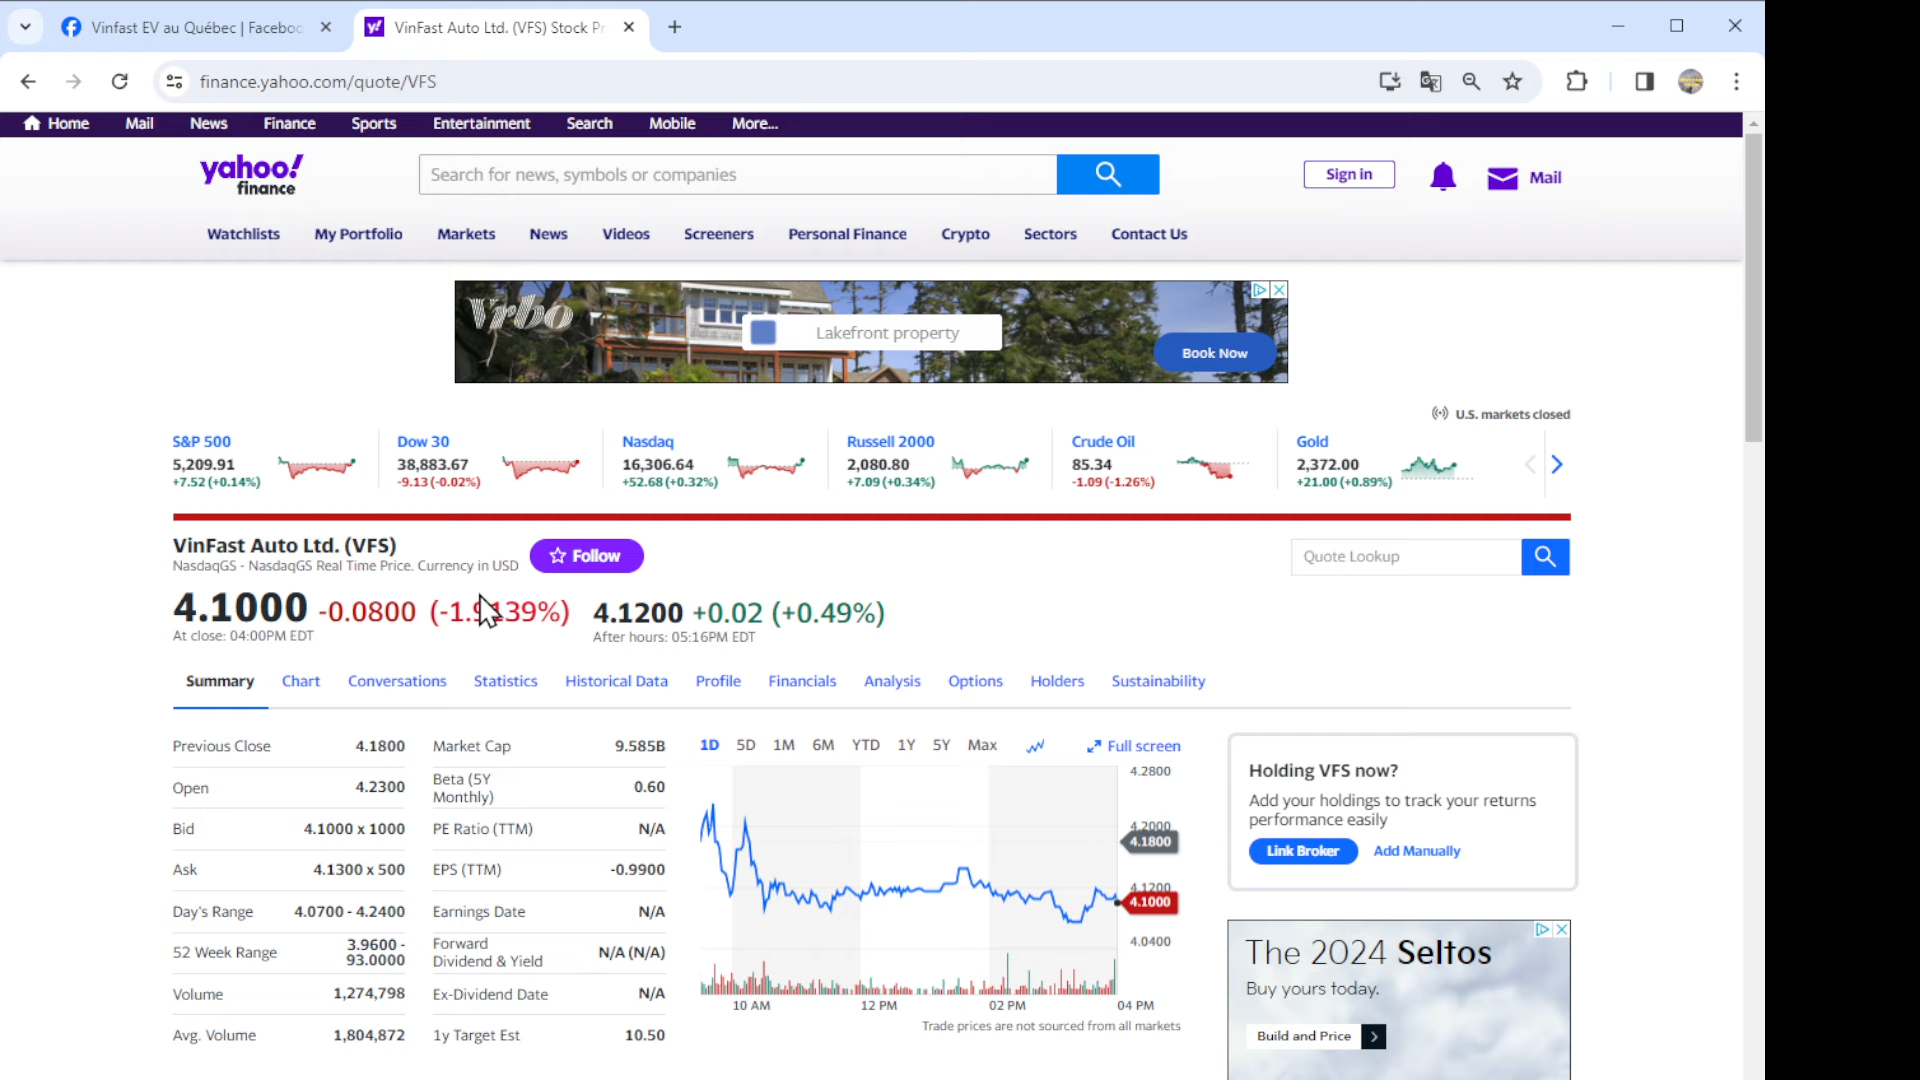 Vinfast EV au Québec | Faceboo
VinFast Auto Ltd. (VFS) Stock Pr
finance.yahoo.com/quote/VFS
Home Mail News Finance Sports Entertainment Search Mobile More...
yahoo!
finance
Search for news, symbols or companies
Sign in
Mail
Watchlists My Portfolio Markets News Videos Screeners Personal Finance Crypto Sectors Contact Us
Vrbo
Lakefront property
Book Now
U.S. markets closed
S&P 500
5,209.91
+7.52 (+0.14%)
Dow 30
38,883.67
-9.13 (-0.02%)
Nasdaq
16,306.64
+52.68 (+0.32%)
Russell 2000
2,080.80
+7.09 (+0.34%)
Crude Oil
85.34
-1.09 (-1.26%)
Gold
2,372.00
+21.00 (+0.89%)
VinFast Auto Ltd. (VFS)
NasdaqGS - NasdaqGS Real Time Price. Currency in USD
Follow
Quote Lookup
4.1000 -0.0800
At close: 04:00PM EDT
4.1200 +0.02 (+0.49%)
After hours: 05:16PM EDT
Summary Chart Conversations Statistics Historical Data Profile Financials Analysis Options Holders Sustainability
Previous Close 4.1800
Open 4.2300
Bid 4.1000 x 1000
Ask 4.1300 x 500
Day's Range 4.0700 - 4.2400
52 Week Range 3.9600 -
93.0000
Volume 1,274,798
Avg. Volume 1,804,872
Market Cap 9.585B
Beta (5Y
Monthly) 0.60
PE Ratio (TTM) N/A
EPS (TTM) -0.9900
Earnings Date N/A
Forward
Dividend & Yield N/A (N/A)
Ex-Dividend Date N/A
1y Target Est 10.50
1D 5D 1M 6M YTD 1Y 5Y Max
Full screen
4.2800
4.2000
4.1800
4.1200
4.1000
4.0400
10 AM 12 PM 02 PM 04 PM
Trade prices are not sourced from all markets
Holding VFS now?
Add your holdings to track your returns
performance easily
Link Broker Add Manually
The 2024 Seltos
Buy yours today.
Build and Price